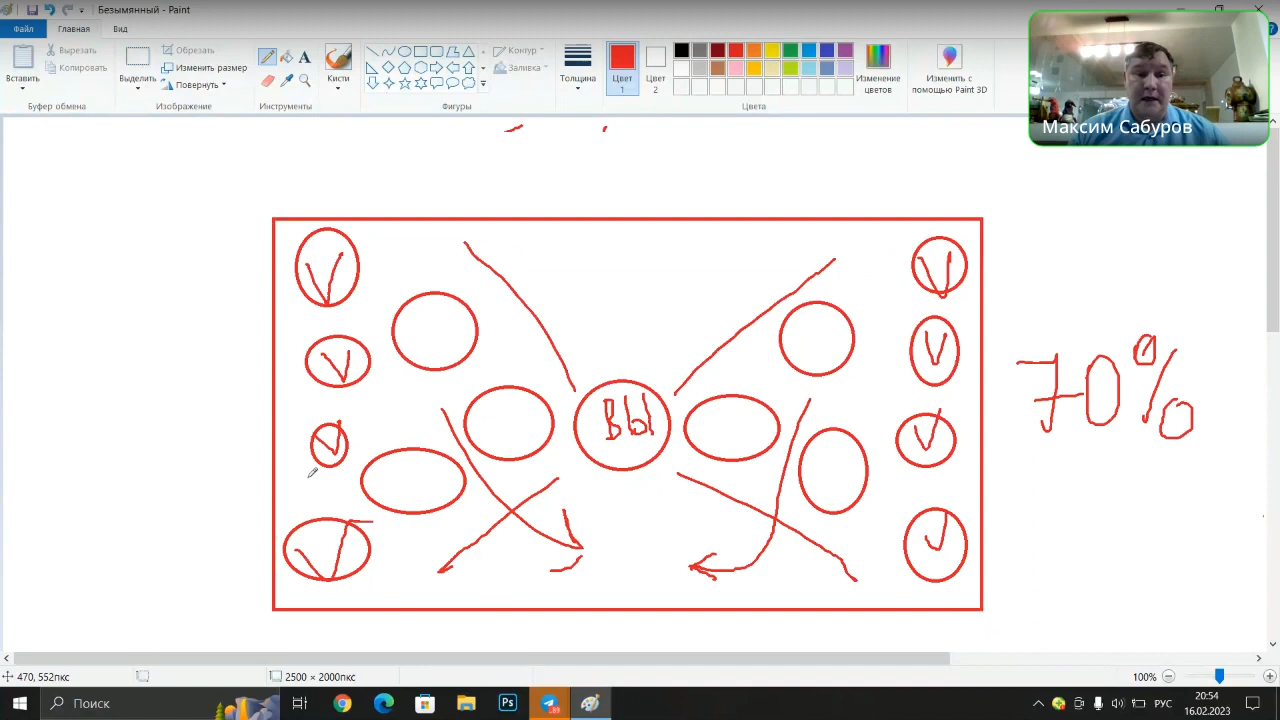 Безымянный - Paint
Файл
Главная
Вид
Вставить
Вырезать
Копировать
Буфер обмена
Выделить
Обрезать
Изменить размер
Повернуть
Изображение
A
Инструменты
Кисти
Контур
Заливка
Фигуры
Толщина
Цвет
1
Цвет
2
Изменение
цветов
Цвета
Изменить с
помощью Paint 3D
Максим Сабуров
V
V
V
V
ВЫ
V
V
V
V
70%
470, 552пкс
2500 × 2000пкс
100%
Поиск
Ps
89
РУС
20:54
16.02.2023